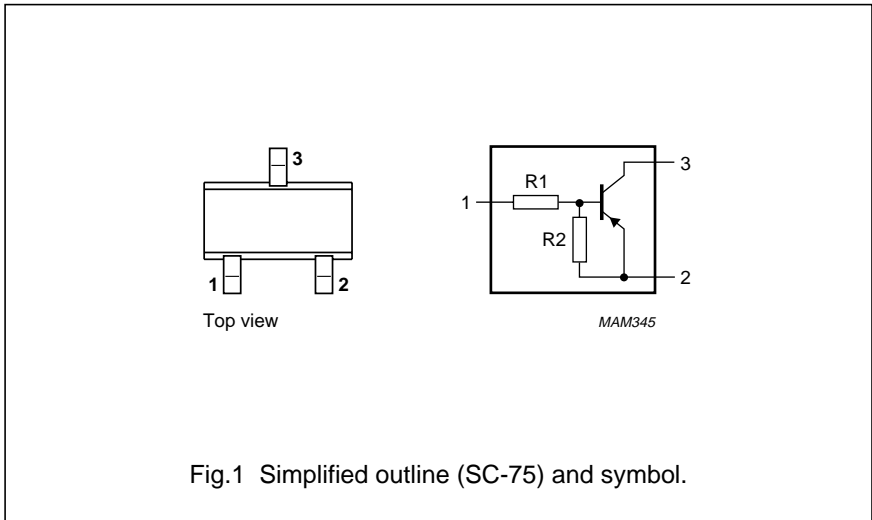 3
1
2
Top view
R1
R2
1
3
2
MAM345
Fig.1 Simplified outline (SC-75) and symbol.